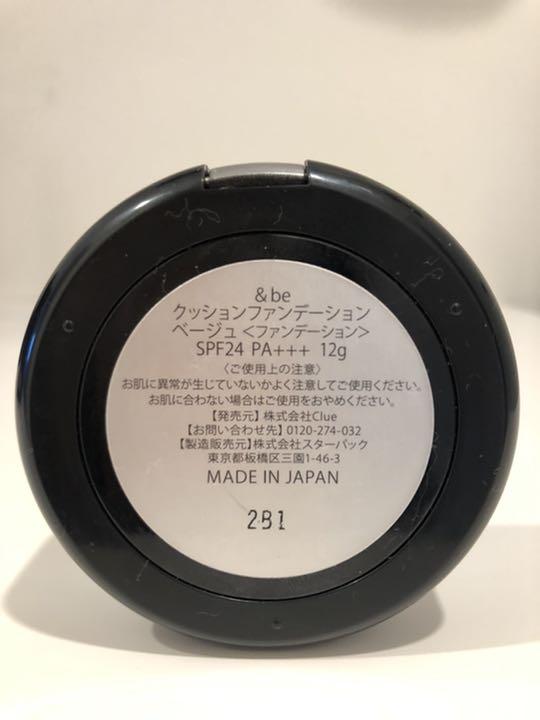 &be
クッションファンデーション
ベージュ<ファンデーション>
SPF24 PA+++ 12g
〈ご使用上の注意〉
お肌に異常が生じていないかよく注意してご使用ください。
お肌に合わない場合はご使用をおやめください。
【発売元】株式会社Clue
【お問い合わせ先】0120-274-032
【製造販売元】株式会社スターパック
東京都板橋区三園1-46-3
MADE IN JAPAN
2B1